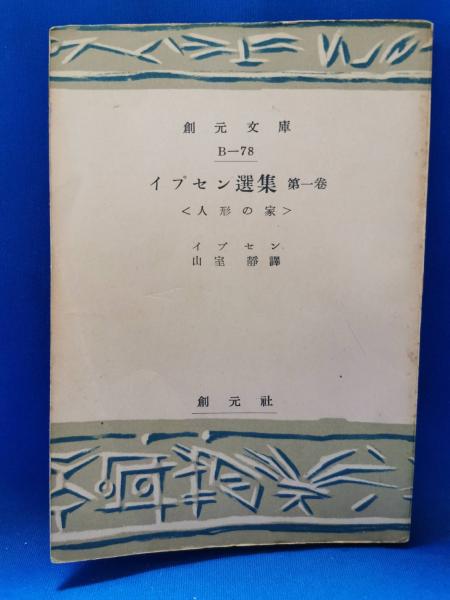 創元文庫
B—78
イプセン選集 第一卷
<人形の家>
イプセン
山室 靜譯
創元社